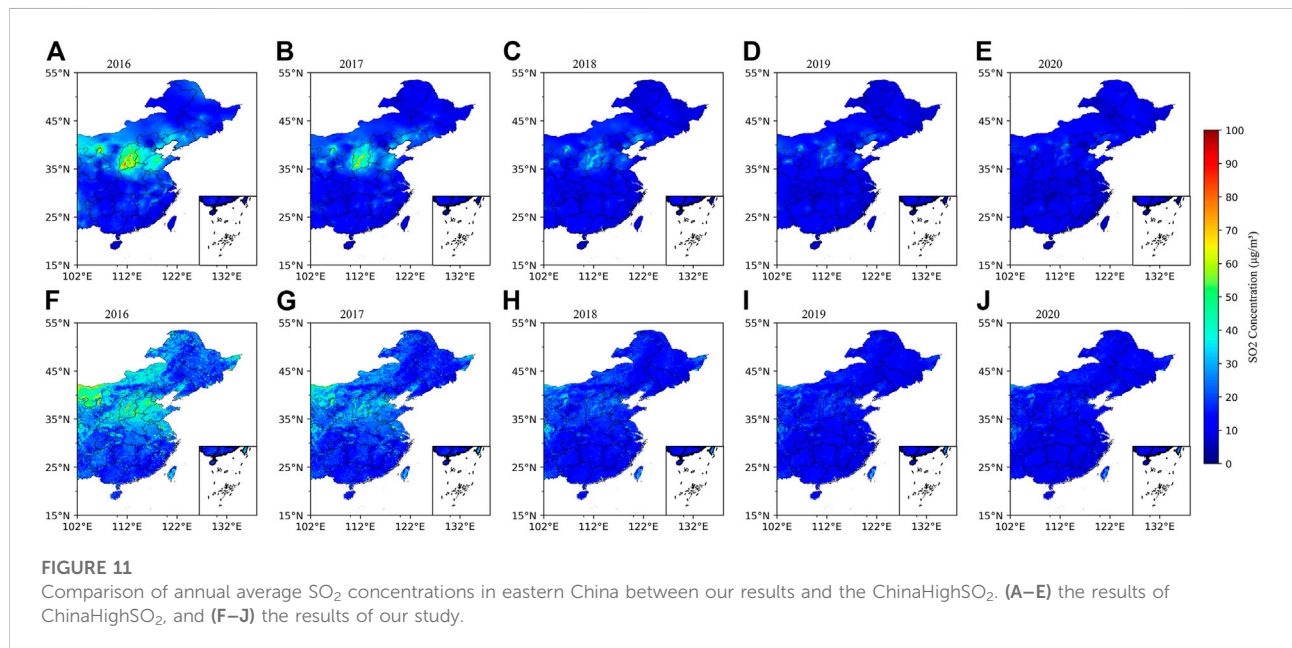 A B C D E
2016 2017 2018 2019 2020
55°N 55°N 55°N 55°N 55°N
45°N 45°N 45°N 45°N 45°N
35°N 35°N 35°N 35°N 35°N
25°N 25°N 25°N 25°N 25°N
15°N 15°N 15°N 15°N 15°N
102°E 112°E 122°E 132°E 102°E 112°E 122°E 132°E 102°E 112°E 122°E 132°E 102°E 112°E 122°E 132°E 102°E 112°E 122°E 132°E
F G H I J
2016 2017 2018 2019 2020
55°N 55°N 55°N 55°N 55°N
45°N 45°N 45°N 45°N 45°N
35°N 35°N 35°N 35°N 35°N
25°N 25°N 25°N 25°N 25°N
15°N 15°N 15°N 15°N 15°N
102°E 112°E 122°E 132°E 102°E 112°E 122°E 132°E 102°E 112°E 122°E 132°E 102°E 112°E 122°E 132°E 102°E 112°E 122°E 132°E
100
90
80
70
60
50
40
30
20
10
0
SO2 Concentration (μg/m³)
FIGURE 11
Comparison of annual average SO₂ concentrations in eastern China between our results and the ChinaHighSO₂. (A–E) the results of
ChinaHighSO₂, and (F–J) the results of our study.